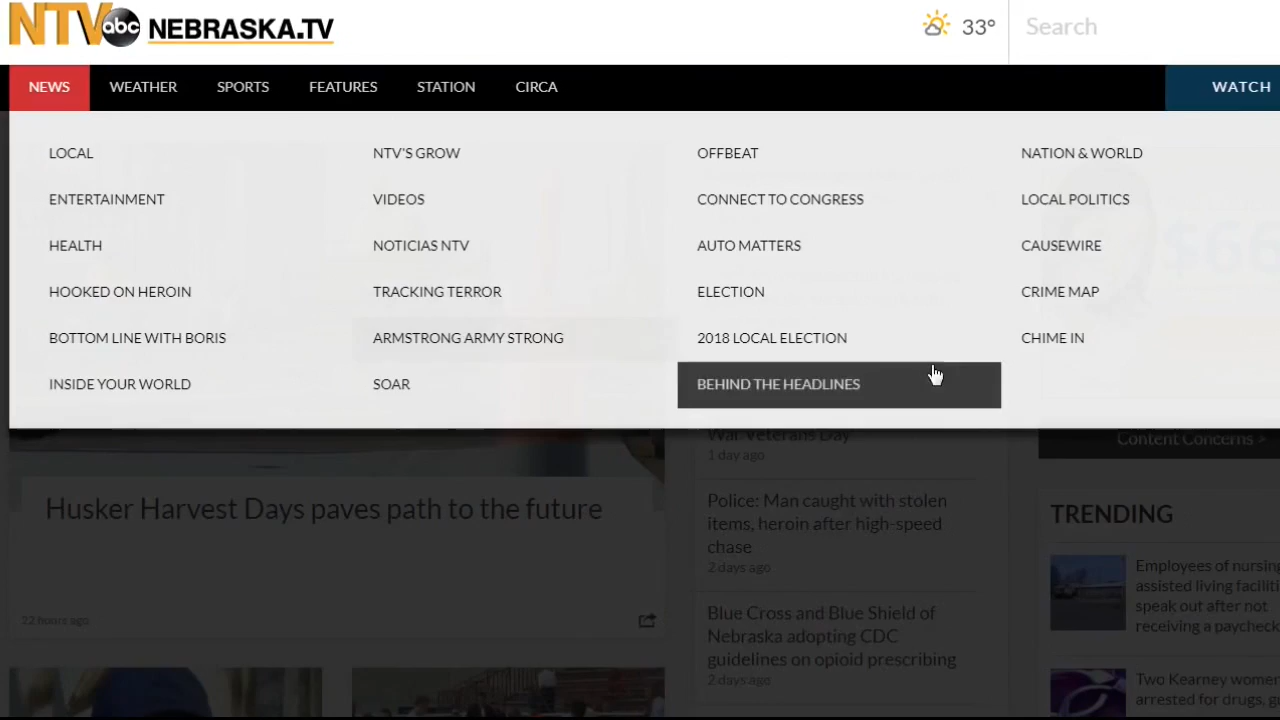 NTV abc NEBRASKA.TV
33°
Search
NEWS
WEATHER
SPORTS
FEATURES
STATION
CIRCA
WATCH
LOCAL
NTV'S GROW
OFFBEAT
NATION & WORLD
ENTERTAINMENT
VIDEOS
CONNECT TO CONGRESS
LOCAL POLITICS
HEALTH
NOTICIAS NTV
AUTO MATTERS
CAUSEWIRE
HOOKED ON HEROIN
TRACKING TERROR
ELECTION
CRIME MAP
BOTTOM LINE WITH BORIS
ARMSTRONG ARMY STRONG
2018 LOCAL ELECTION
CHIME IN
INSIDE YOUR WORLD
SOAR
BEHIND THE HEADLINES
Husker Harvest Days paves path to the future
22 hours ago
War Veterans Day
1 day ago
Police: Man caught with stolen
items, heroin after high-speed
chase
2 days ago
Blue Cross and Blue Shield of
Nebraska adopting CDC
guidelines on opioid prescribing
2 days ago
Content Concerns >
TRENDING
Employees of nursing
assisted living facilit
speak out after not
receiving a paycheck
Two Kearney women
arrested for drugs, g